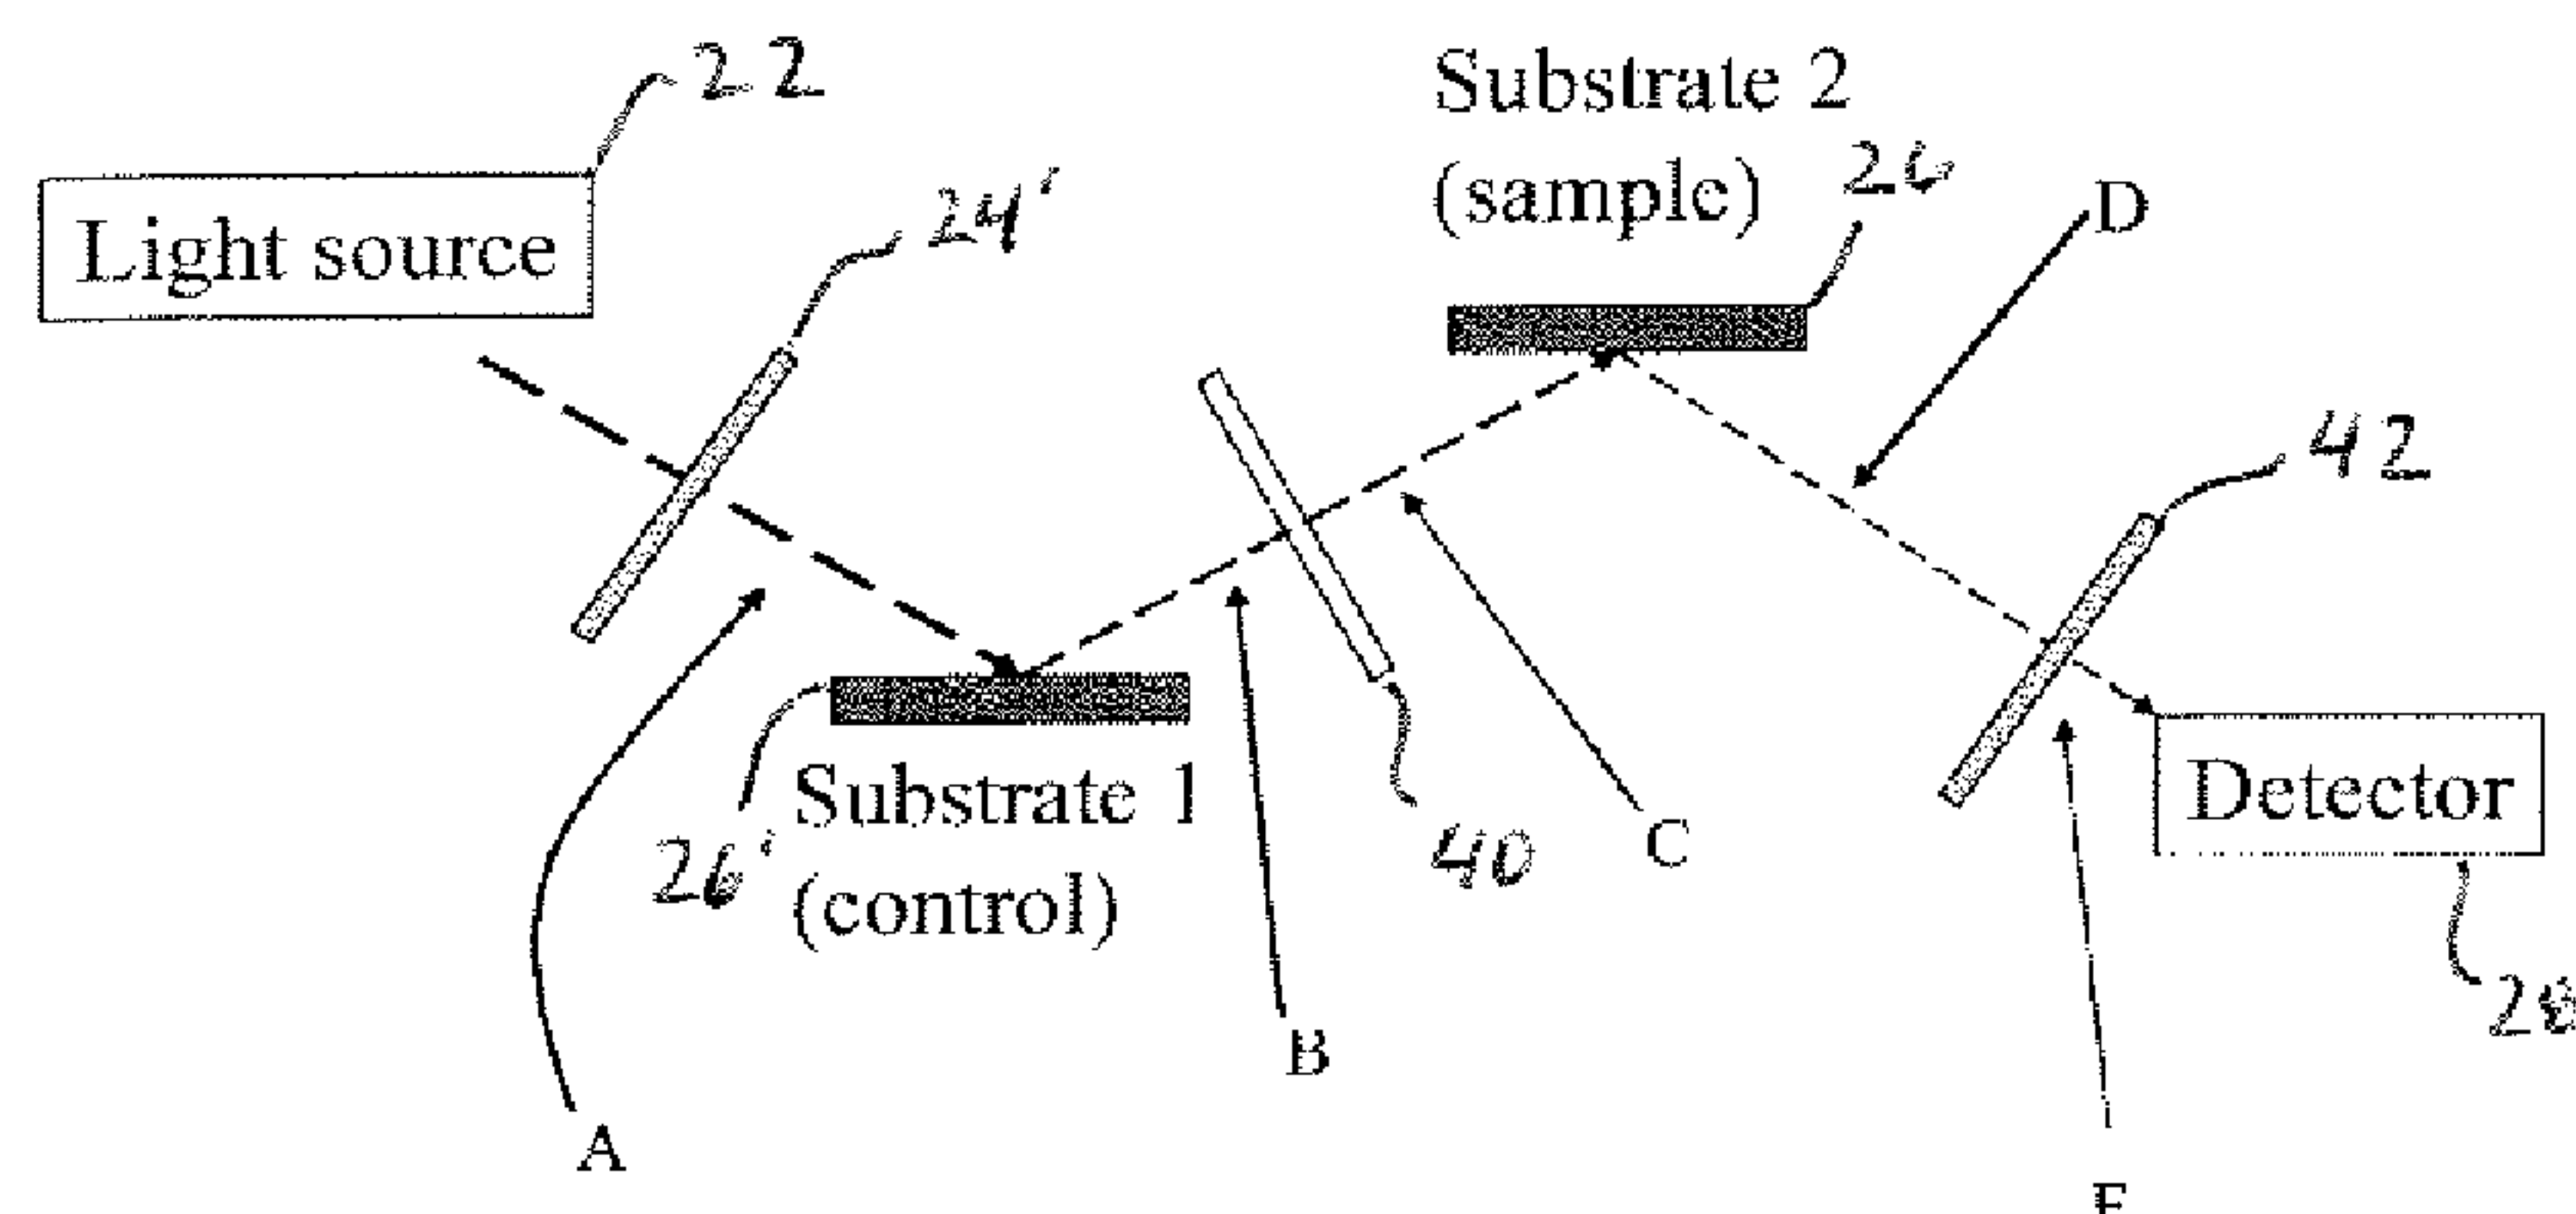 22
Light source
24'
Substrate 2
(sample)
26
D
42
Substrate 1
(control)
26'
40
C
Detector
B
A